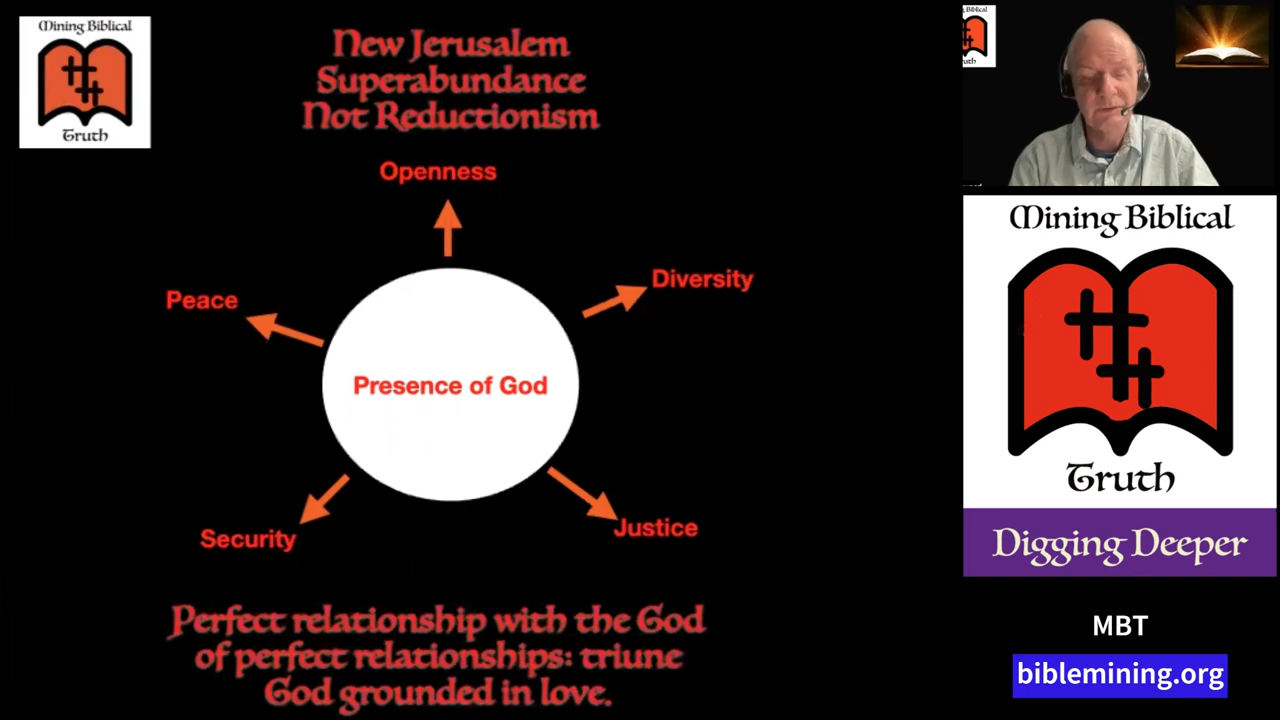 Mining Biblical
Truth
New Jerusalem
Superabundance
Not Reductionism
Openness
Diversity
Peace
Presence of God
Security
Justice
Perfect relationship with the God
of perfect relationships: triune
God grounded in love.
Mining Biblical
Truth
Digging Deeper
MBT
biblemining.org